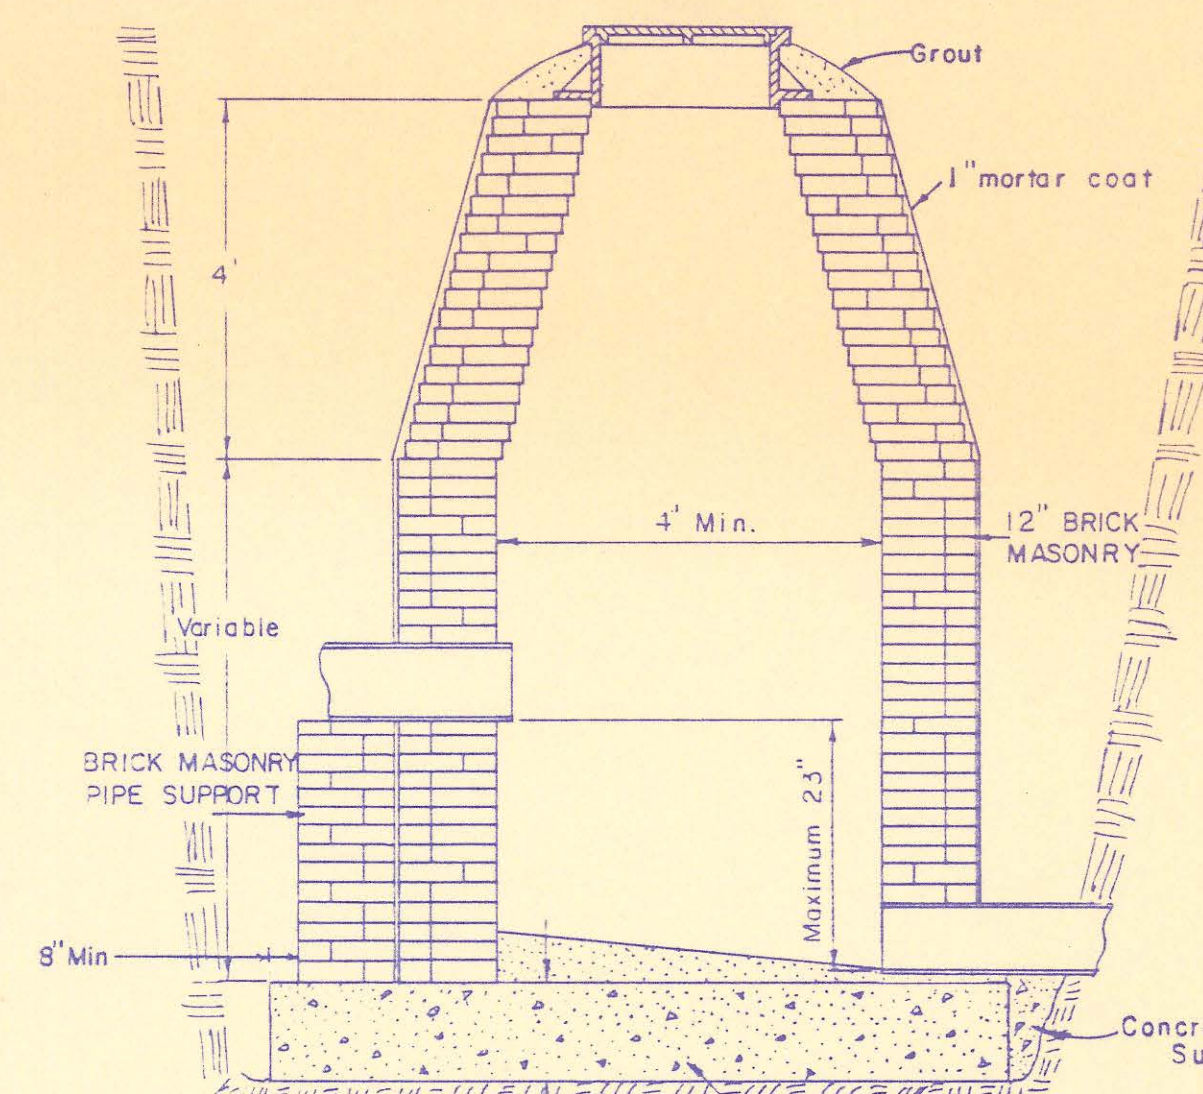 Grout
1" mortar coat
4'
4' Min.
12" BRICK
MASONRY
Variable
BRICK MASONRY
PIPE SUPPORT
Maximum 23"
8" Min